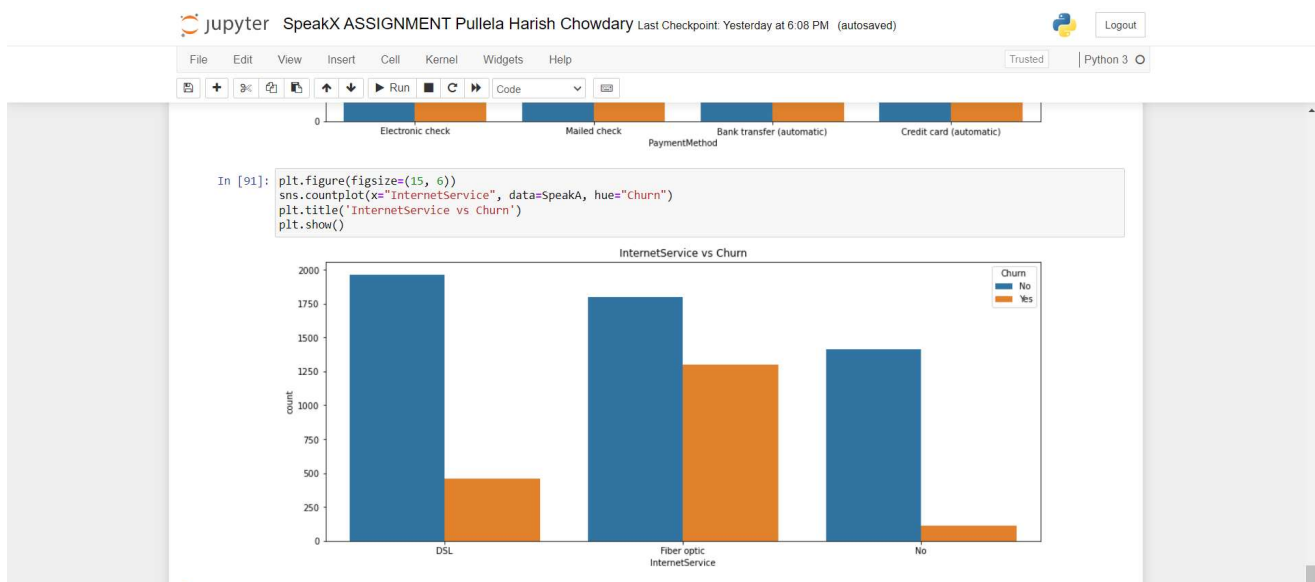 jupyter SpeakX ASSIGNMENT Pullela Harish Chowdary Last Checkpoint: Yesterday at 6:08 PM (autosaved)
Logout
File Edit View Insert Cell Kernel Widgets Help
Trusted Python 3
Run Code
0
Electronic check Mailed check Bank transfer (automatic) Credit card (automatic)
PaymentMethod
In [91]: plt.figure(figsize=(15, 6))
sns.countplot(x="InternetService", data=SpeakA, hue="Churn")
plt.title('InternetService vs Churn')
plt.show()
InternetService vs Churn
2000
1750
1500
1250
1000
750
500
250
0
count
Churn
No
Yes
DSL Fiber optic No
InternetService